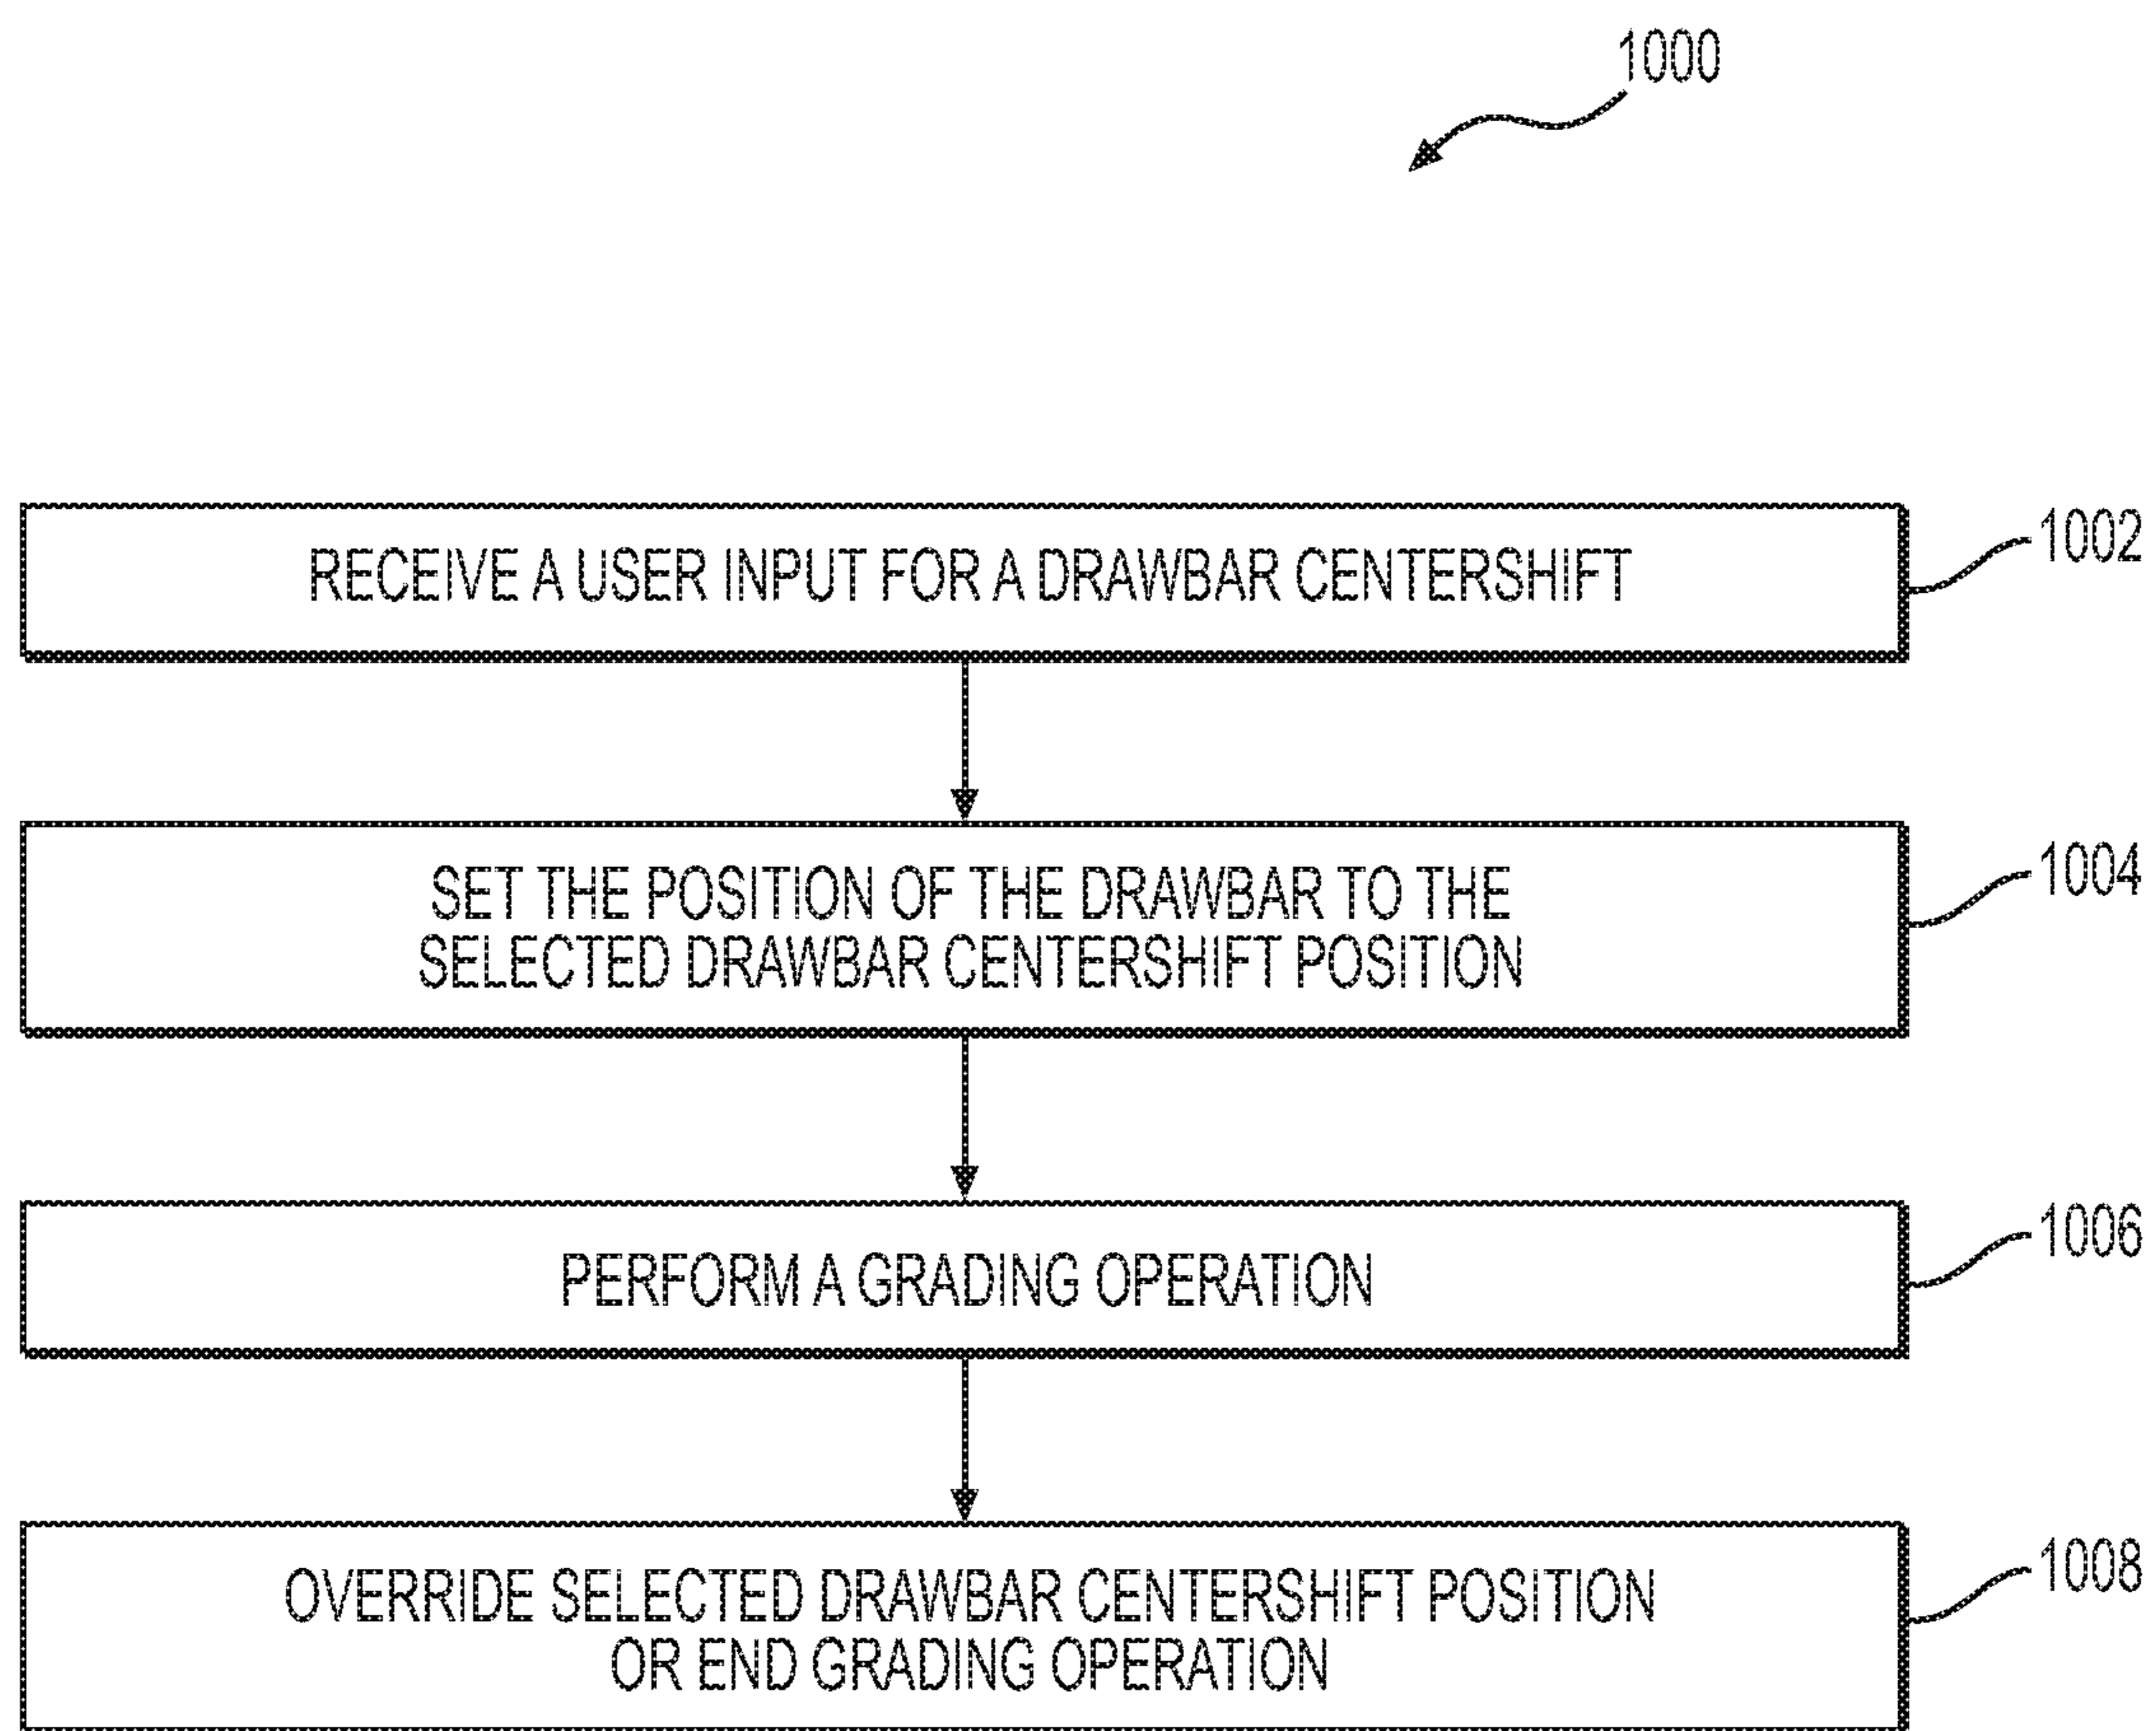 1000
RECEIVE A USER INPUT FOR A DRAWBAR CENTERSHIFT
1002
SET THE POSITION OF THE DRAWBAR TO THE
SELECTED DRAWBAR CENTERSHIFT POSITION
1004
PERFORM A GRADING OPERATION
1006
OVERRIDE SELECTED DRAWBAR CENTERSHIFT POSITION
OR END GRADING OPERATION
1008